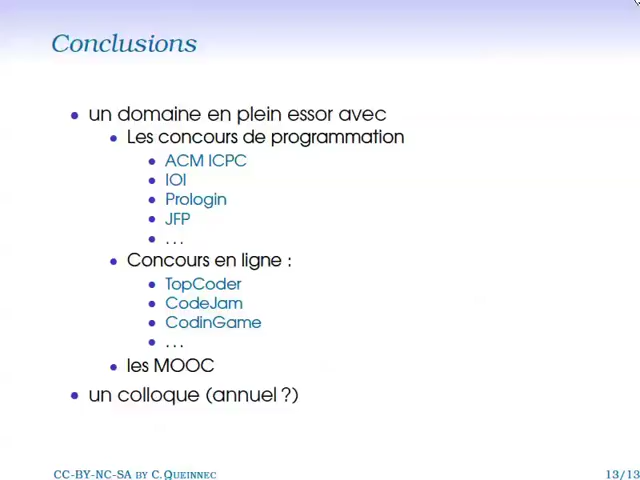 Conclusions
un domaine en plein essor avec
Les concours de programmation
ACM ICPC
IOI
Prologin
JFP
...
Concours en ligne :
TopCoder
CodeJam
CodinGame
...
les MOOC
un colloque (annuel ?)
CC-BY-NC-SA BY C.QUEINNEC 13/13